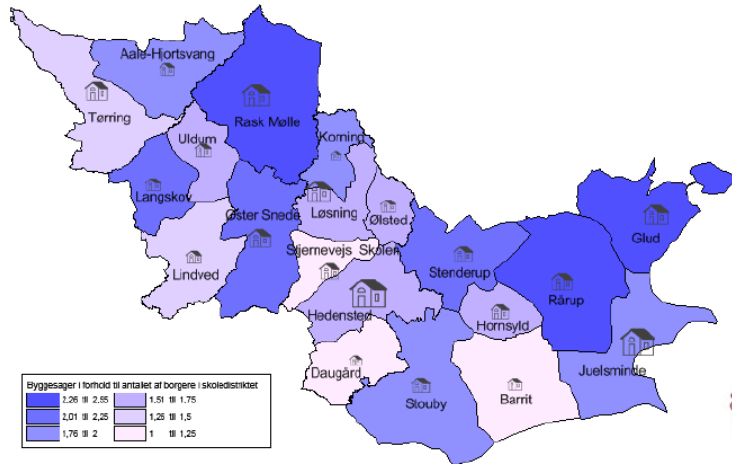 Aale-Hjortsvang
Tørring
Rask Mølle
Uldum
Korning
Langskov
Øster Snede
Løsning
Ølsted
Glud
Stjernevejs Skolen
Lindved
Stenderup
Rårup
Hedensted
Hornsyld
Daugård
Juelsminde
Stouby
Barrit
Byggesager i forhold til antallet af borgere i skoledistriktet
2,26 til 2,55
1,51 til 1,75
2,01 til 2,25
1,26 til 1,5
1,76 til 2
1 til 1,25